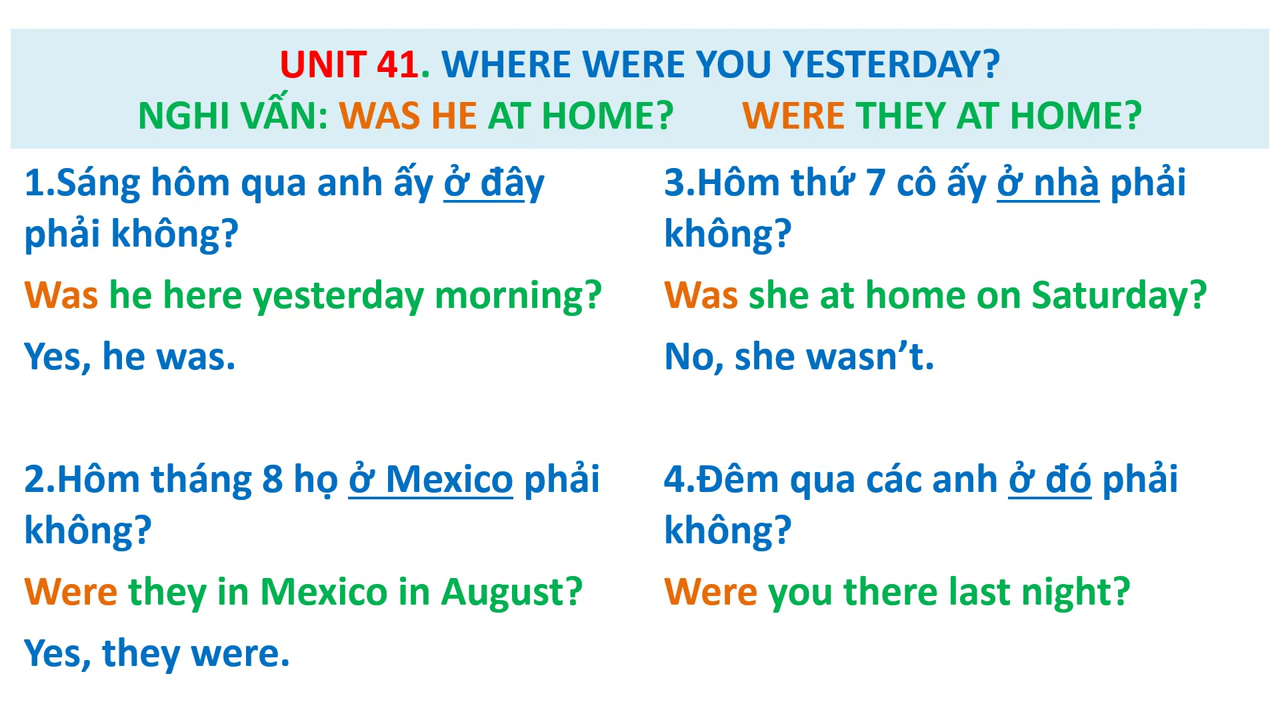 UNIT 41. WHERE WERE YOU YESTERDAY?
NGHI VẤN: WAS HE AT HOME? WERE THEY AT HOME?
1.Sáng hôm qua anh ấy ở đây
phải không?
Was he here yesterday morning?
Yes, he was.
2.Hôm tháng 8 họ ở Mexico phải
không?
Were they in Mexico in August?
Yes, they were.
3.Hôm thứ 7 cô ấy ở nhà phải
không?
Was she at home on Saturday?
No, she wasn’t.
4.Đêm qua các anh ở đó phải
không?
Were you there last night?